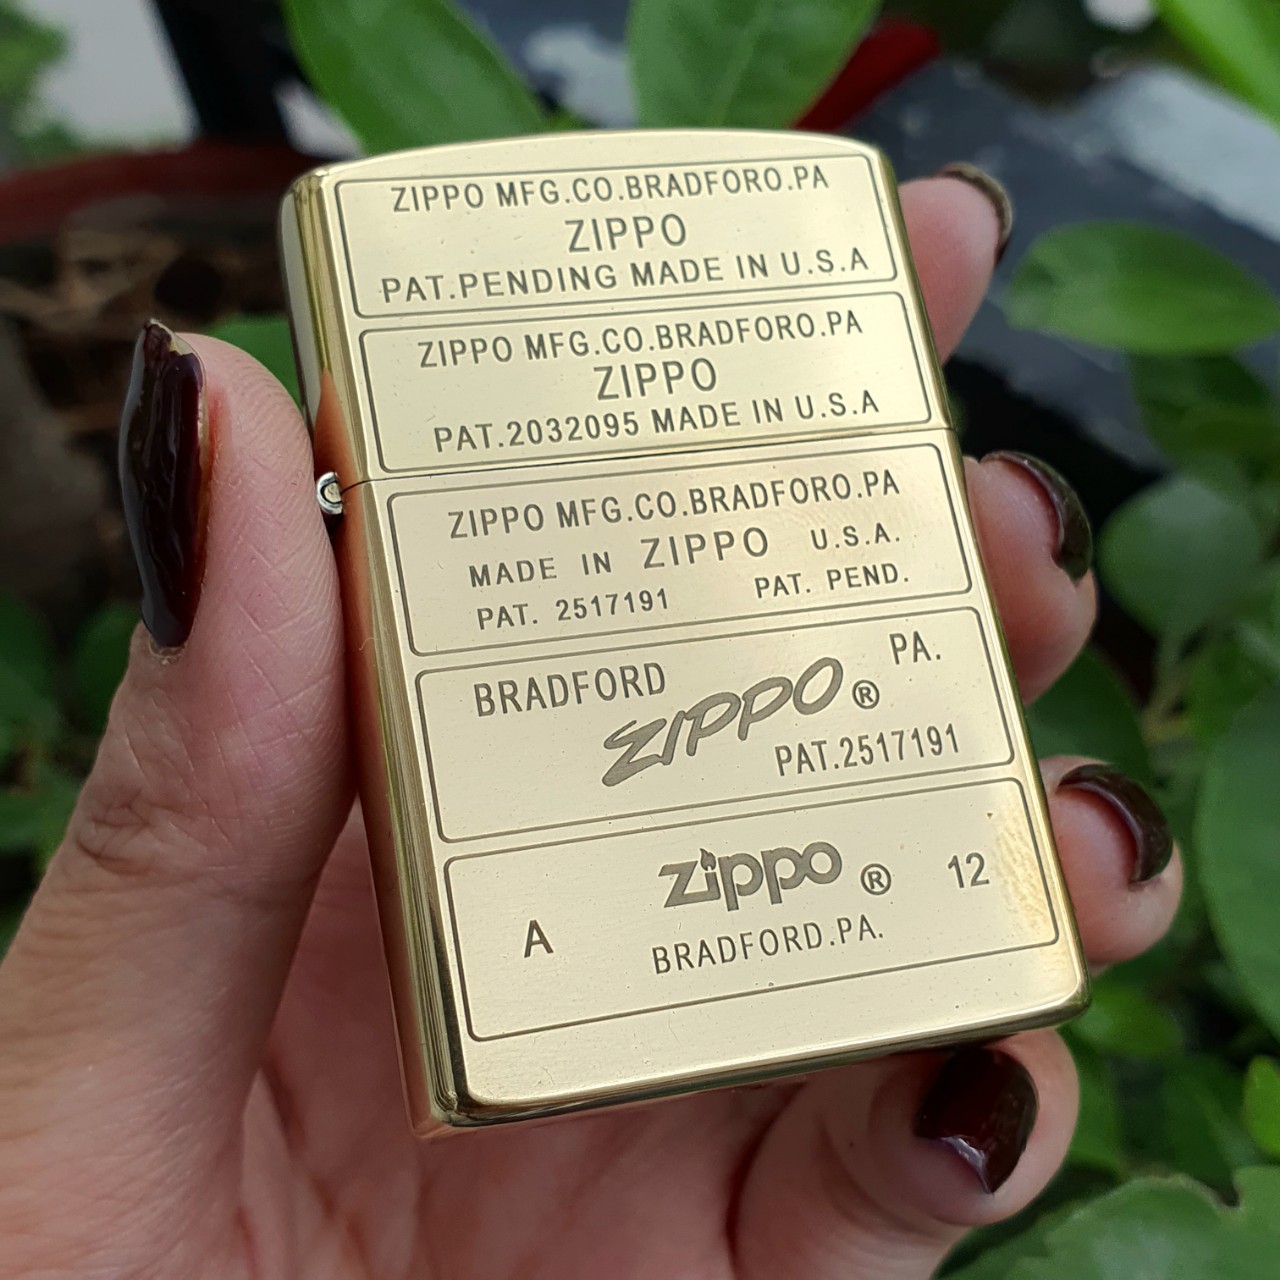 ZIPPO MFG.CO.BRADFORO.PA
ZIPPO
PAT.PENDING MADE IN U.S.A
ZIPPO MFG.CO.BRADFORO.PA
ZIPPO
PAT.2032095 MADE IN U.S.A
ZIPPO MFG.CO.BRADFORO.PA
MADE IN ZIPPO U.S.A.
PAT. 2517191 PAT. PEND.
BRADFORD PA.
ZIPPO ®
PAT.2517191
zippo ®
A 12
BRADFORD.PA.